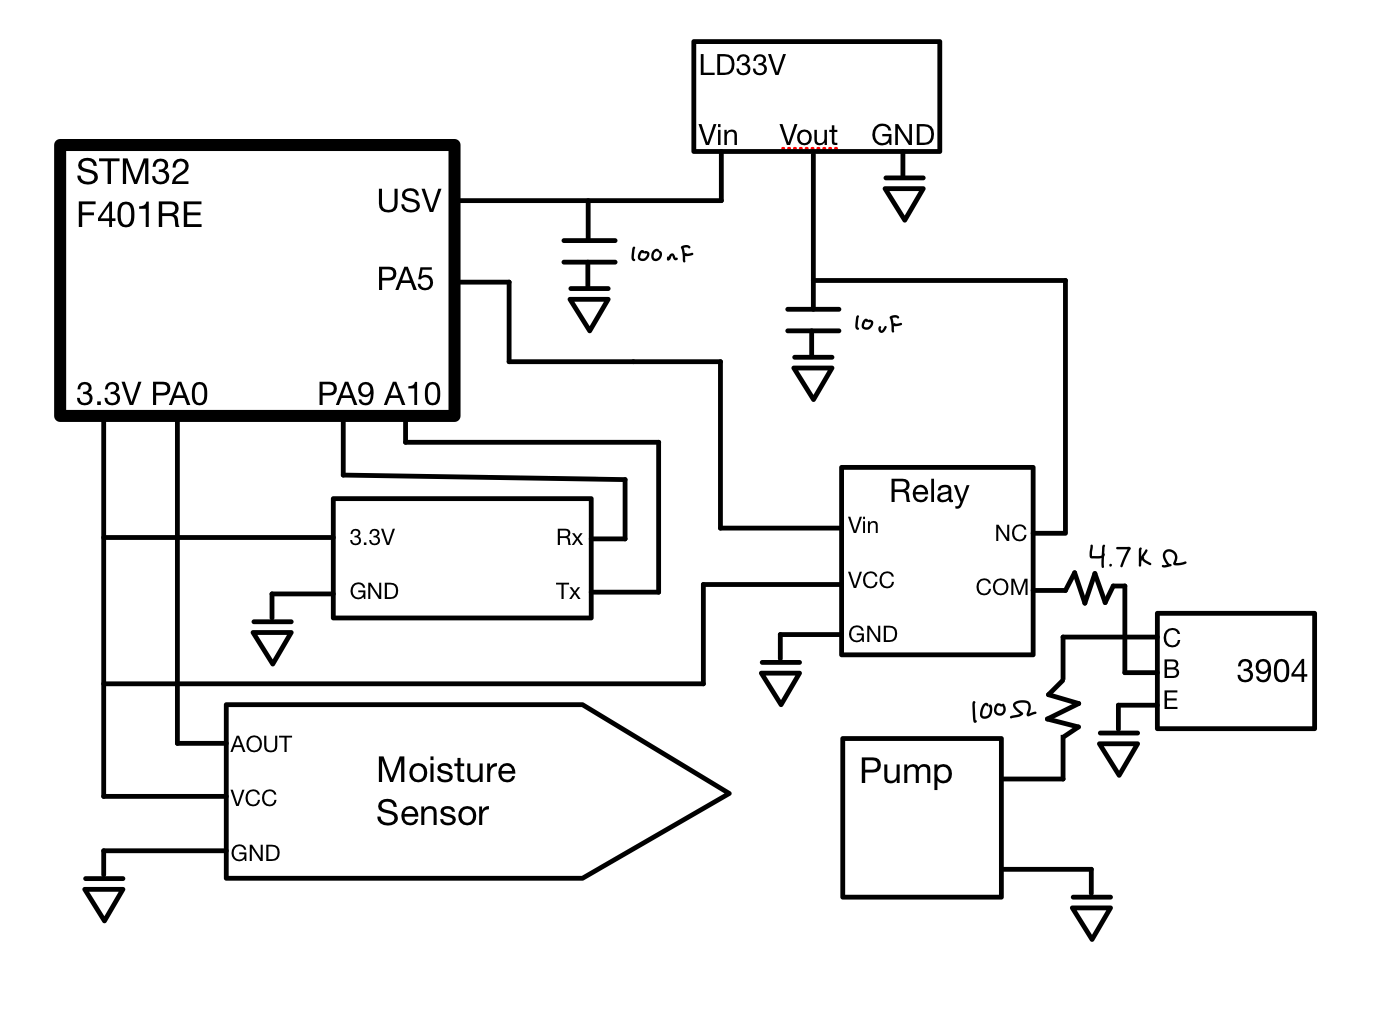 LD33V
Vin Vout GND
STM32
F401RE
USV
100nF
PA5
10uF
3.3V PA0 PA9 A10
Relay
Vin
NC
3.3V
Rx
4.7K Ω
VCC
COM
GND
Tx
GND
C
B
3904
E
100Ω
AOUT
Moisture
Sensor
VCC
GND
Pump